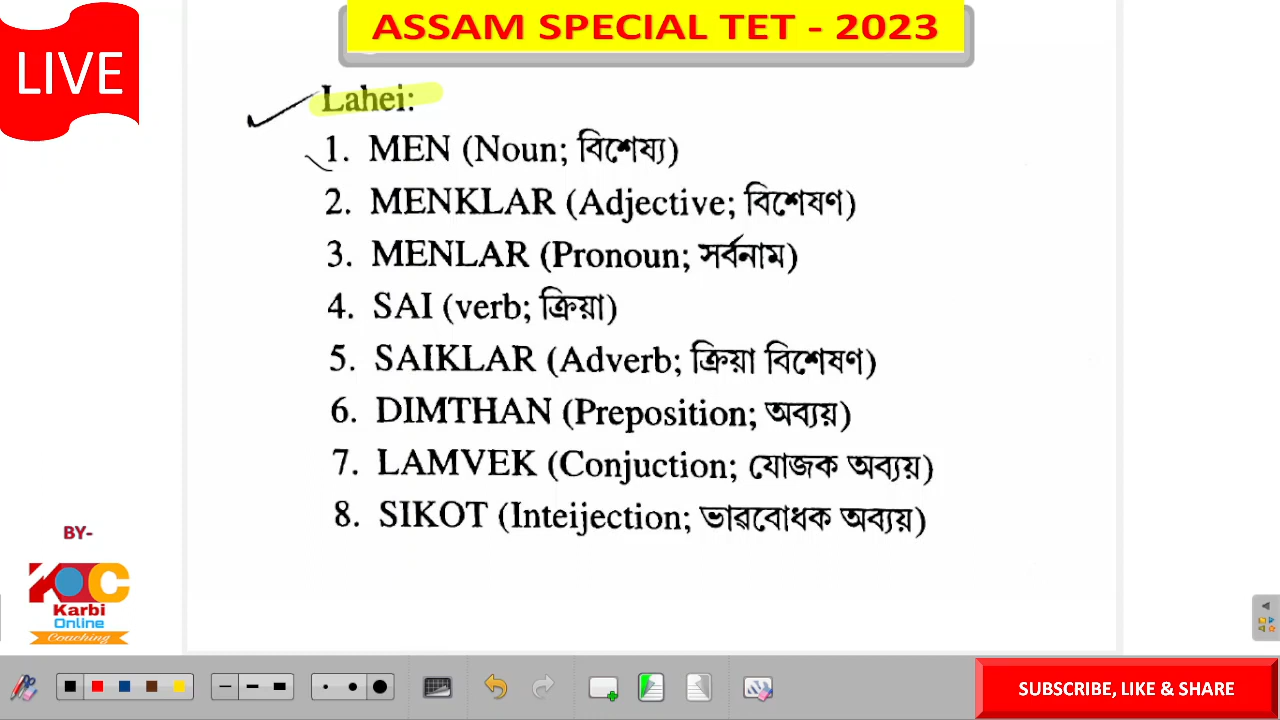 ASSAM SPECIAL TET - 2023
LIVE
Lahei:
1. MEN (Noun; বিশেষ্য)
2. MENKLAR (Adjective; বিশেষণ)
3. MENLAR (Pronoun; সৰ্বনাম)
4. SAI (verb; ক্ৰিয়া)
5. SAIKLAR (Adverb; ক্ৰিয়া বিশেষণ)
6. DIMTHAN (Preposition; অব্যয়)
7. LAMVEK (Conjuction; যোজক অব্যয়)
8. SIKOT (Inteijection; ভাৱবোধক অব্যয়)
BY-
KOC
Karbi
Online
Coaching
SUBSCRIBE, LIKE & SHARE